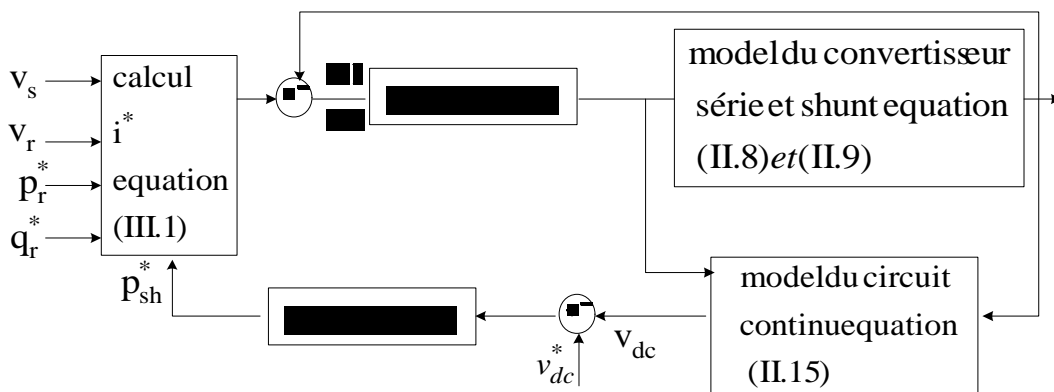 v_s
v_r
p_r^*
q_r^*
calcul
i^*
equation
(III.1)
model du convertisseur
série et shunt equation
(II.8) et (II.9)
p_sh^*
v_dc^*
v_dc
model du circuit
continu equation
(II.15)